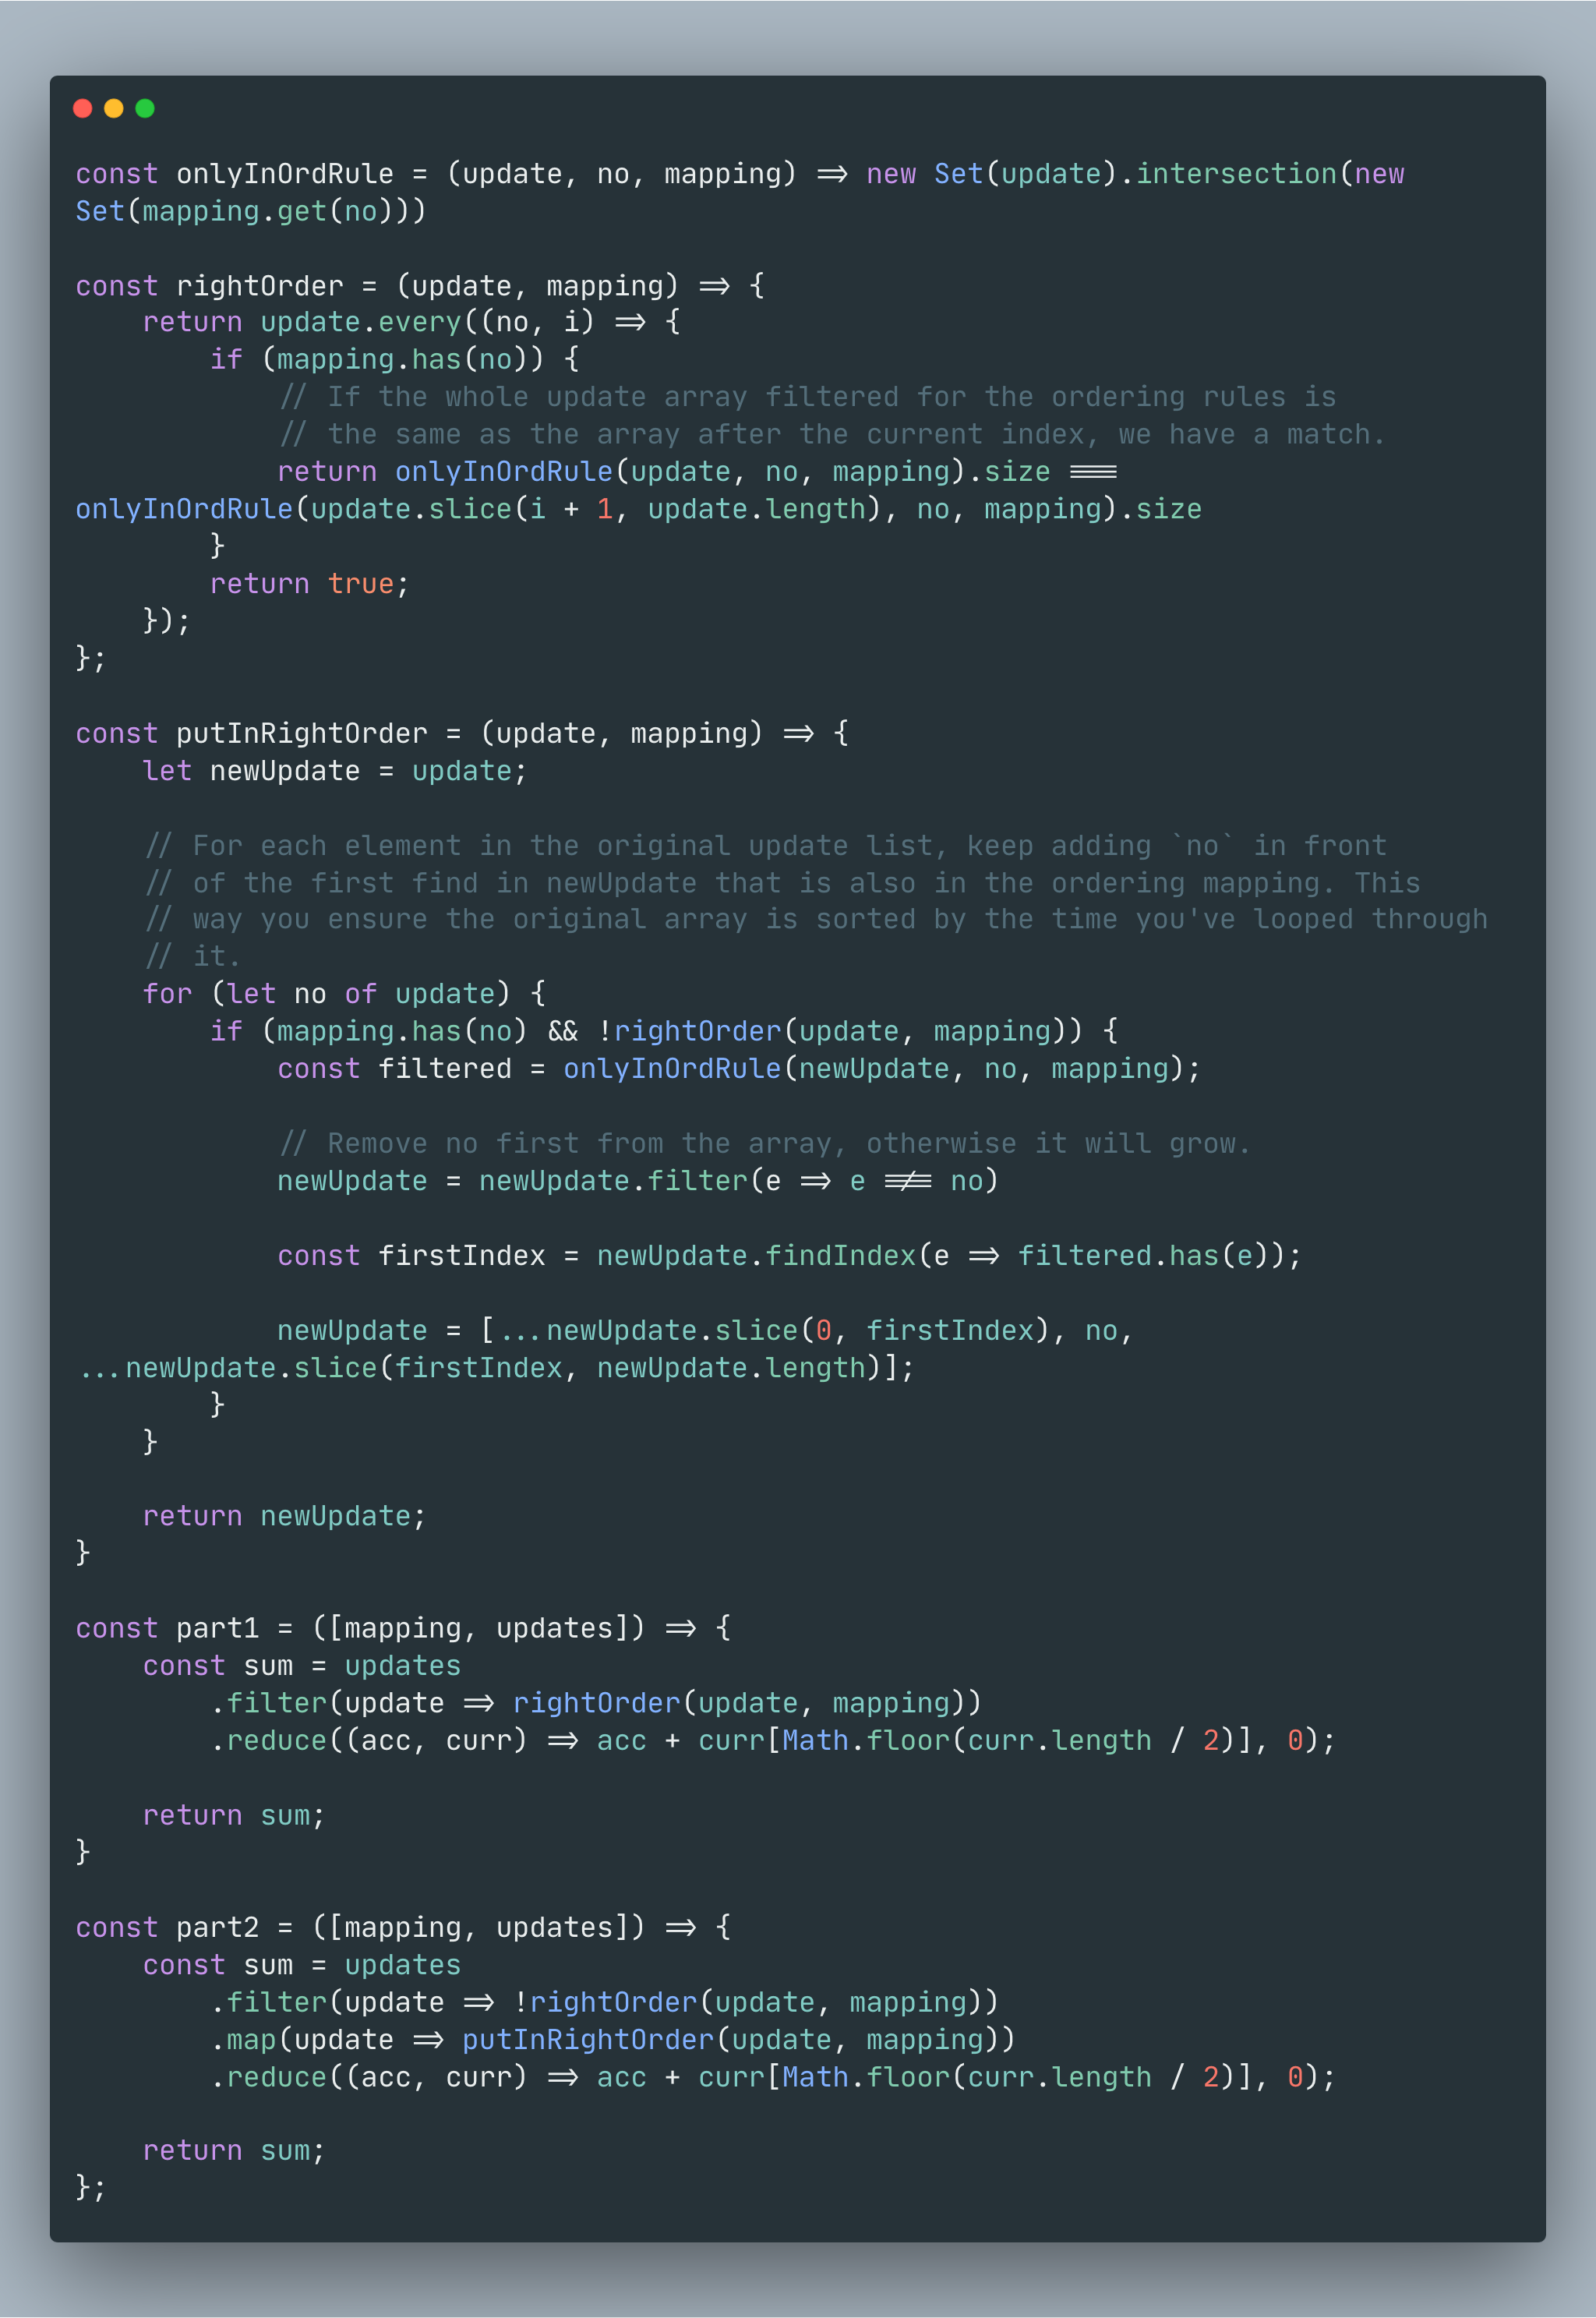 const onlyInOrdRule = (update, no, mapping) => new Set(update).intersection(new
Set(mapping.get(no)))

const rightOrder = (update, mapping) => {
    return update.every((no, i) => {
        if (mapping.has(no)) {
            // If the whole update array filtered for the ordering rules is
            // the same as the array after the current index, we have a match.
            return onlyInOrdRule(update, no, mapping).size ===
onlyInOrdRule(update.slice(i + 1, update.length), no, mapping).size
        }
        return true;
    });
};

const putInRightOrder = (update, mapping) => {
    let newUpdate = update;

    // For each element in the original update list, keep adding `no` in front
    // of the first find in newUpdate that is also in the ordering mapping. This
    // way you ensure the original array is sorted by the time you've looped through
    // it.
    for (let no of update) {
        if (mapping.has(no) && !rightOrder(update, mapping)) {
            const filtered = onlyInOrdRule(newUpdate, no, mapping);

            // Remove no first from the array, otherwise it will grow.
            newUpdate = newUpdate.filter(e => e !== no)

            const firstIndex = newUpdate.findIndex(e => filtered.has(e));

            newUpdate = [...newUpdate.slice(0, firstIndex), no,
...newUpdate.slice(firstIndex, newUpdate.length)];
        }
    }

    return newUpdate;
}

const part1 = ([mapping, updates]) => {
    const sum = updates
        .filter(update => rightOrder(update, mapping))
        .reduce((acc, curr) => acc + curr[Math.floor(curr.length / 2)], 0);

    return sum;
}

const part2 = ([mapping, updates]) => {
    const sum = updates
        .filter(update => !rightOrder(update, mapping))
        .map(update => putInRightOrder(update, mapping))
        .reduce((acc, curr) => acc + curr[Math.floor(curr.length / 2)], 0);

    return sum;
};